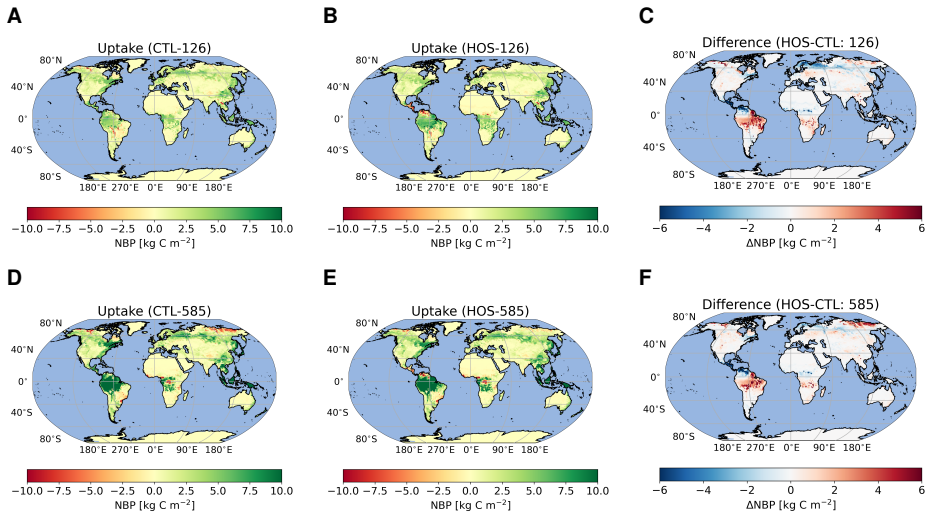 A
B
C
Uptake (CTL-126)
Uptake (HOS-126)
Difference (HOS-CTL: 126)
80°N
40°N
0°
40°S
80°S
180°E 270°E 0°E 90°E 180°E
80°N
40°N
0°
40°S
80°S
180°E 270°E 0°E 90°E 180°E
80°N
40°N
0°
40°S
80°S
180°E 270°E 0°E 90°E 180°E
−10.0 −7.5 −5.0 −2.5 0.0 2.5 5.0 7.5 10.0
NBP [kg C m⁻²]
−10.0 −7.5 −5.0 −2.5 0.0 2.5 5.0 7.5 10.0
NBP [kg C m⁻²]
−6 −4 −2 0 2 4 6
ΔNBP [kg C m⁻²]
D
E
F
Uptake (CTL-585)
Uptake (HOS-585)
Difference (HOS-CTL: 585)
80°N
40°N
0°
40°S
80°S
180°E 270°E 0°E 90°E 180°E
80°N
40°N
0°
40°S
80°S
180°E 270°E 0°E 90°E 180°E
80°N
40°N
0°
40°S
80°S
180°E 270°E 0°E 90°E 180°E
−10.0 −7.5 −5.0 −2.5 0.0 2.5 5.0 7.5 10.0
NBP [kg C m⁻²]
−10.0 −7.5 −5.0 −2.5 0.0 2.5 5.0 7.5 10.0
NBP [kg C m⁻²]
−6 −4 −2 0 2 4 6
ΔNBP [kg C m⁻²]